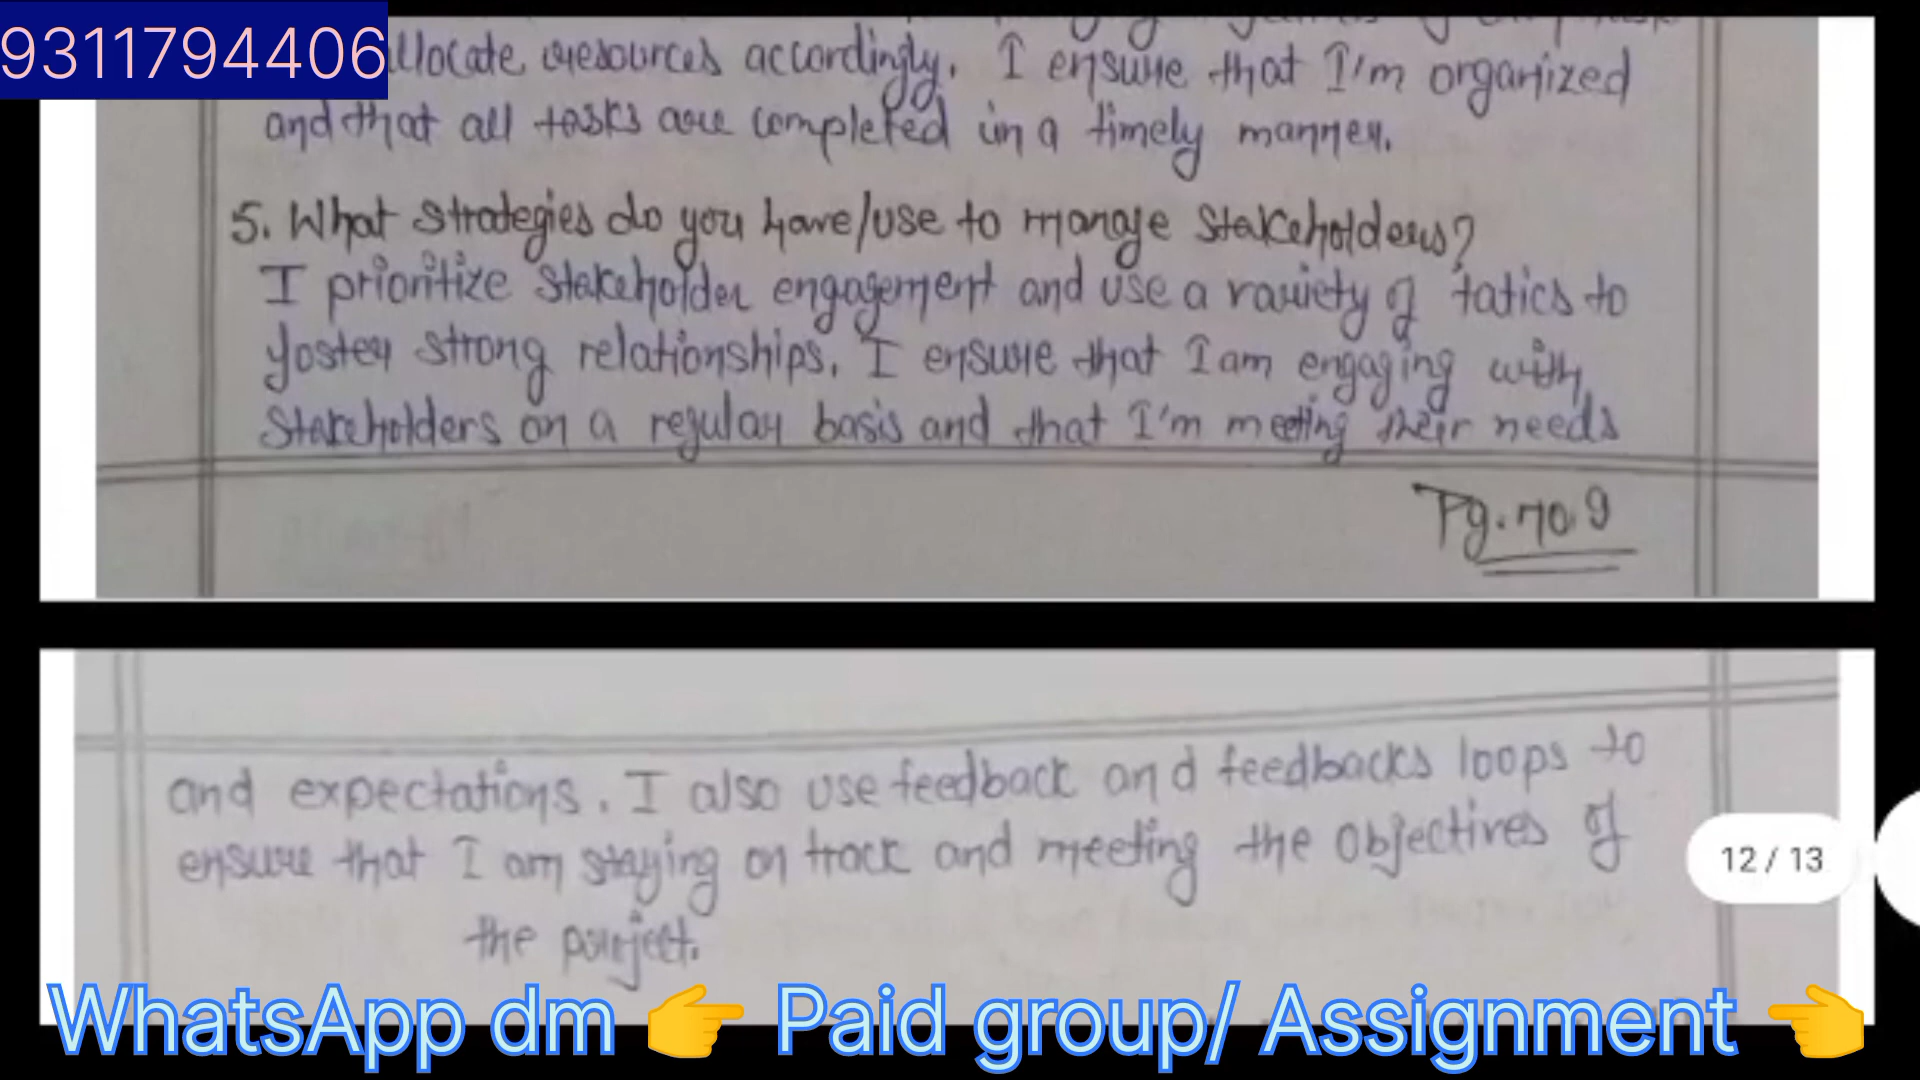 9311794406
llocate resources accordingly. I ensure that I'm organized
and that all tasks are completed in a timely manner.
5. What strategies do you have/use to manage stakeholders?
I prioritize stakeholder engagement and use a variety of tatics to
foster strong relationships. I ensure that I am engaging with
stakeholders on a regular basis and that I'm meeting their needs
Pg. no. 9
and expectations. I also use feedback and feedbacks loops to
ensure that I am staying on track and meeting the objectives of
the project.
12 / 13
WhatsApp dm 👉 Paid group/ Assignment 👈